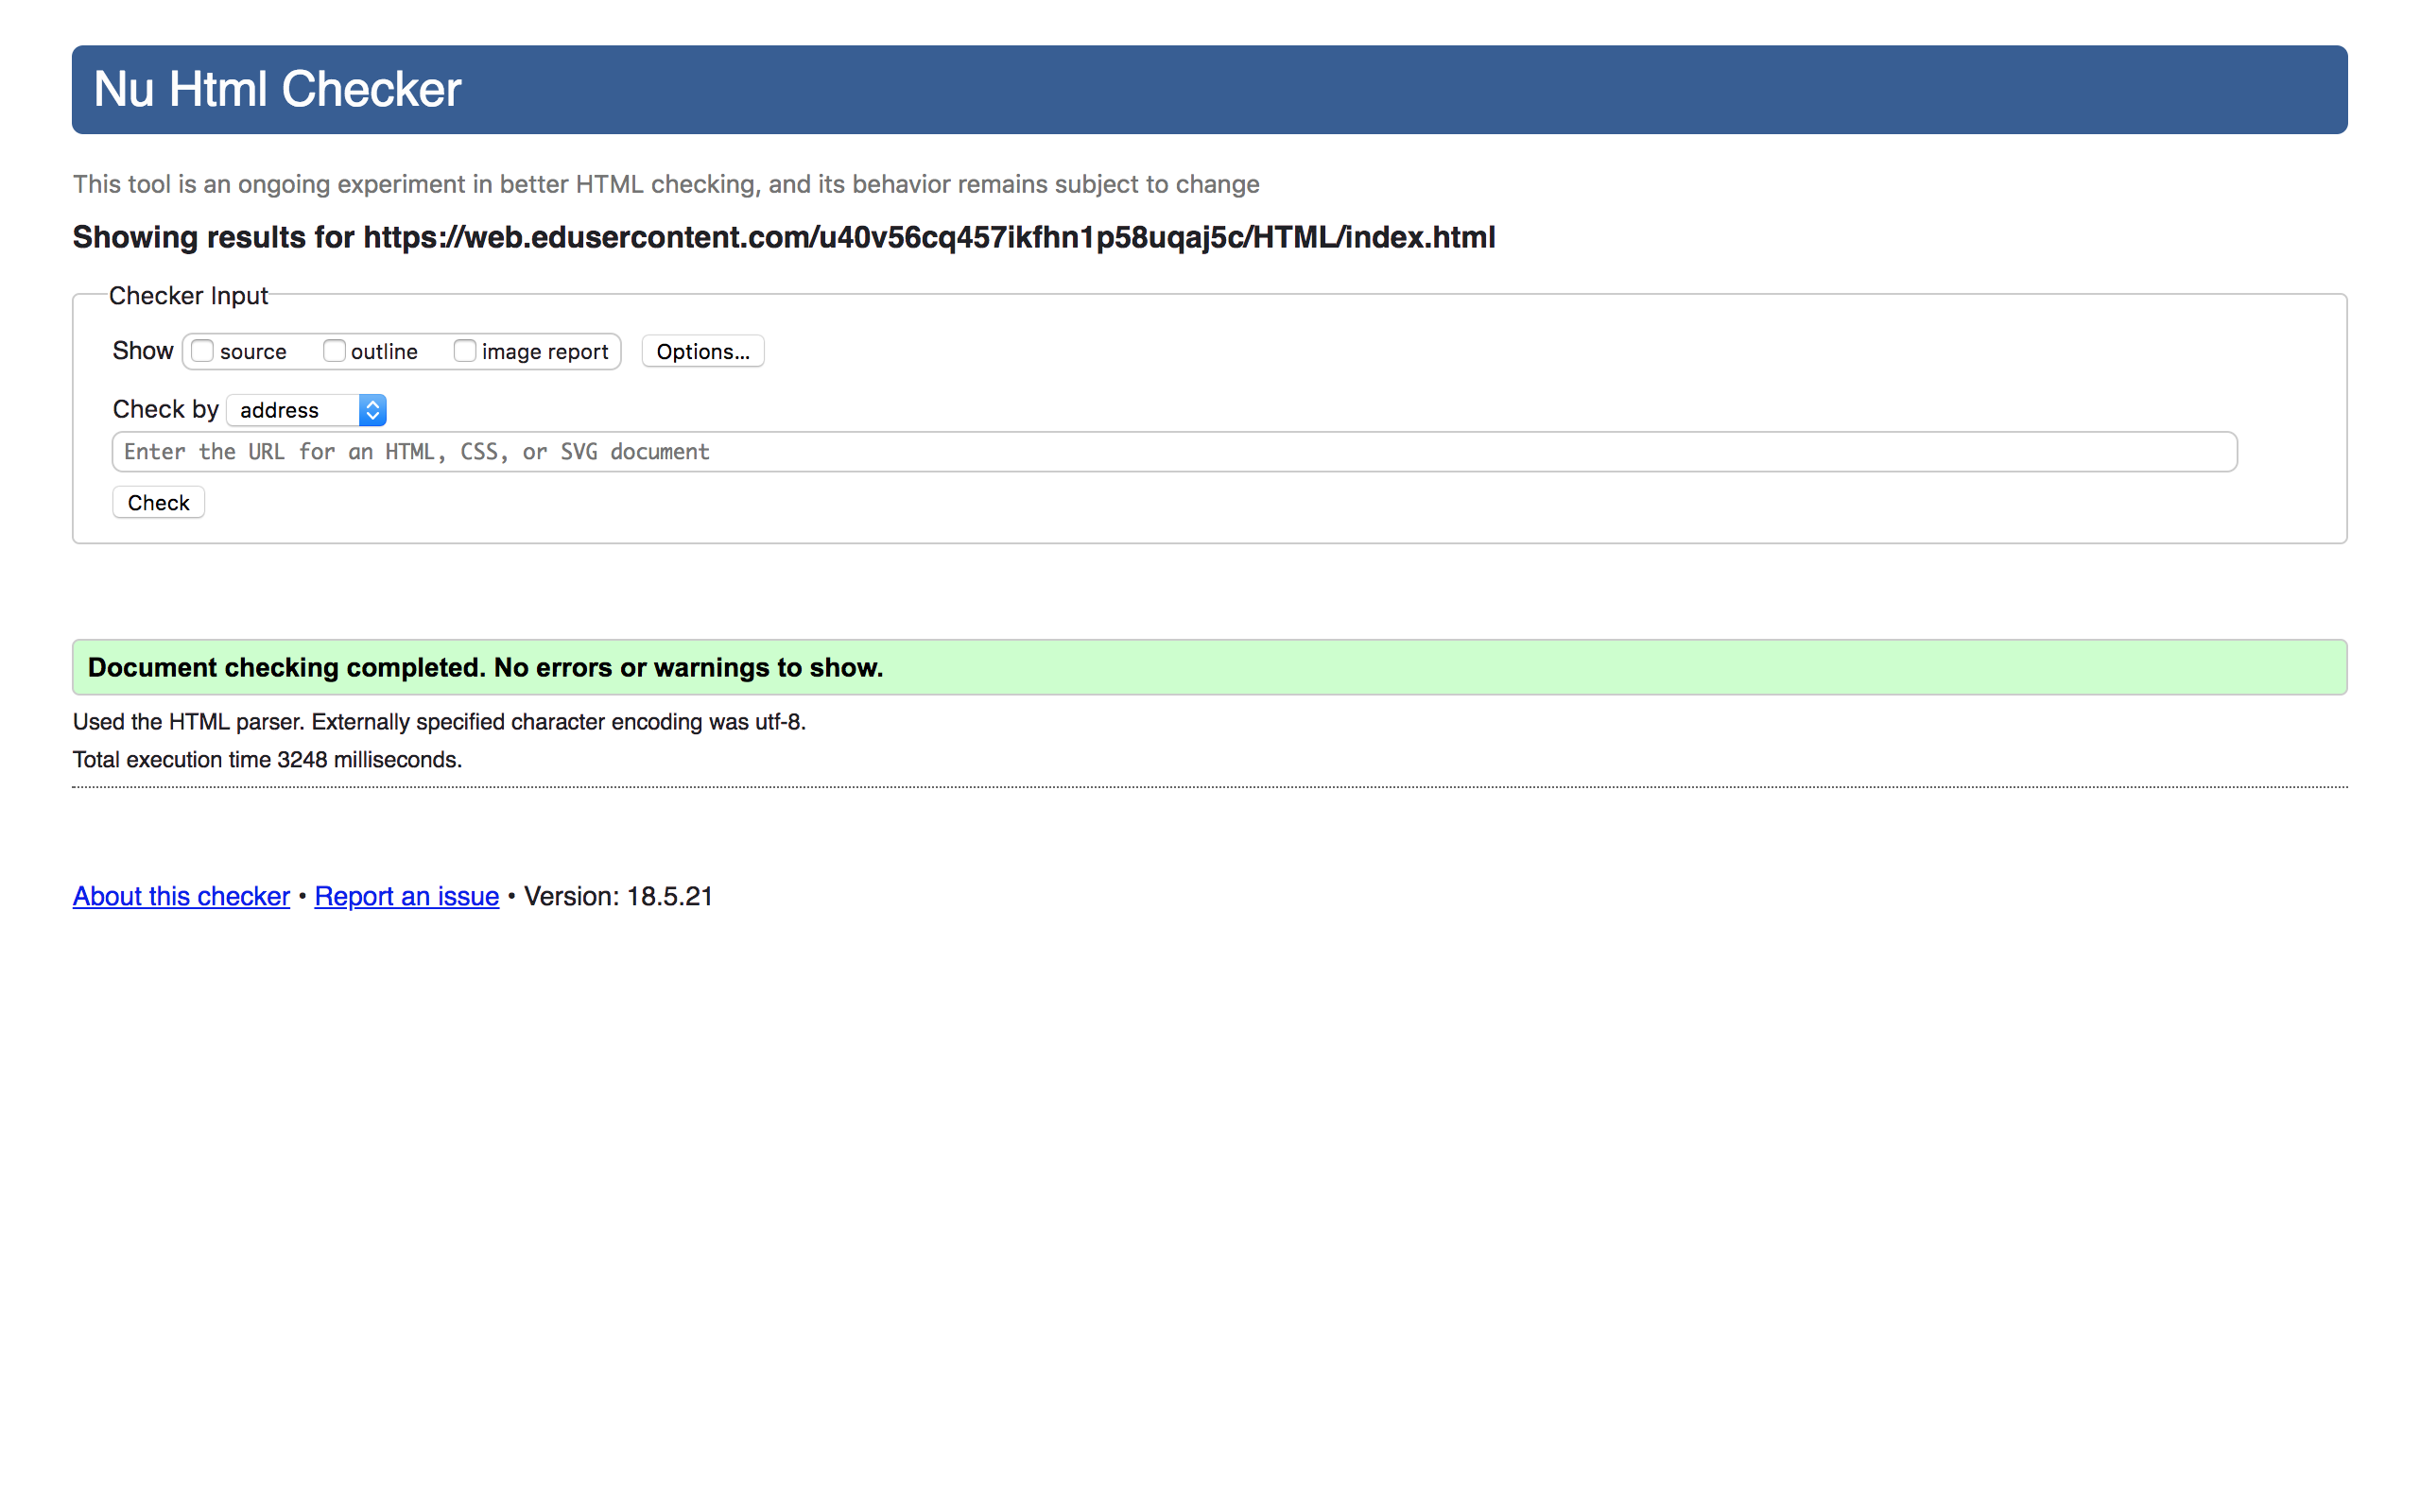 Nu Html Checker
This tool is an ongoing experiment in better HTML checking, and its behavior remains subject to change
Showing results for https://web.edusercontent.com/u40v56cq457ikfhn1p58uqaj5c/HTML/index.html
Checker Input
Show source outline image report Options...
Check by address
Enter the URL for an HTML, CSS, or SVG document
Check
Document checking completed. No errors or warnings to show.
Used the HTML parser. Externally specified character encoding was utf-8.
Total execution time 3248 milliseconds.
About this checker • Report an issue • Version: 18.5.21